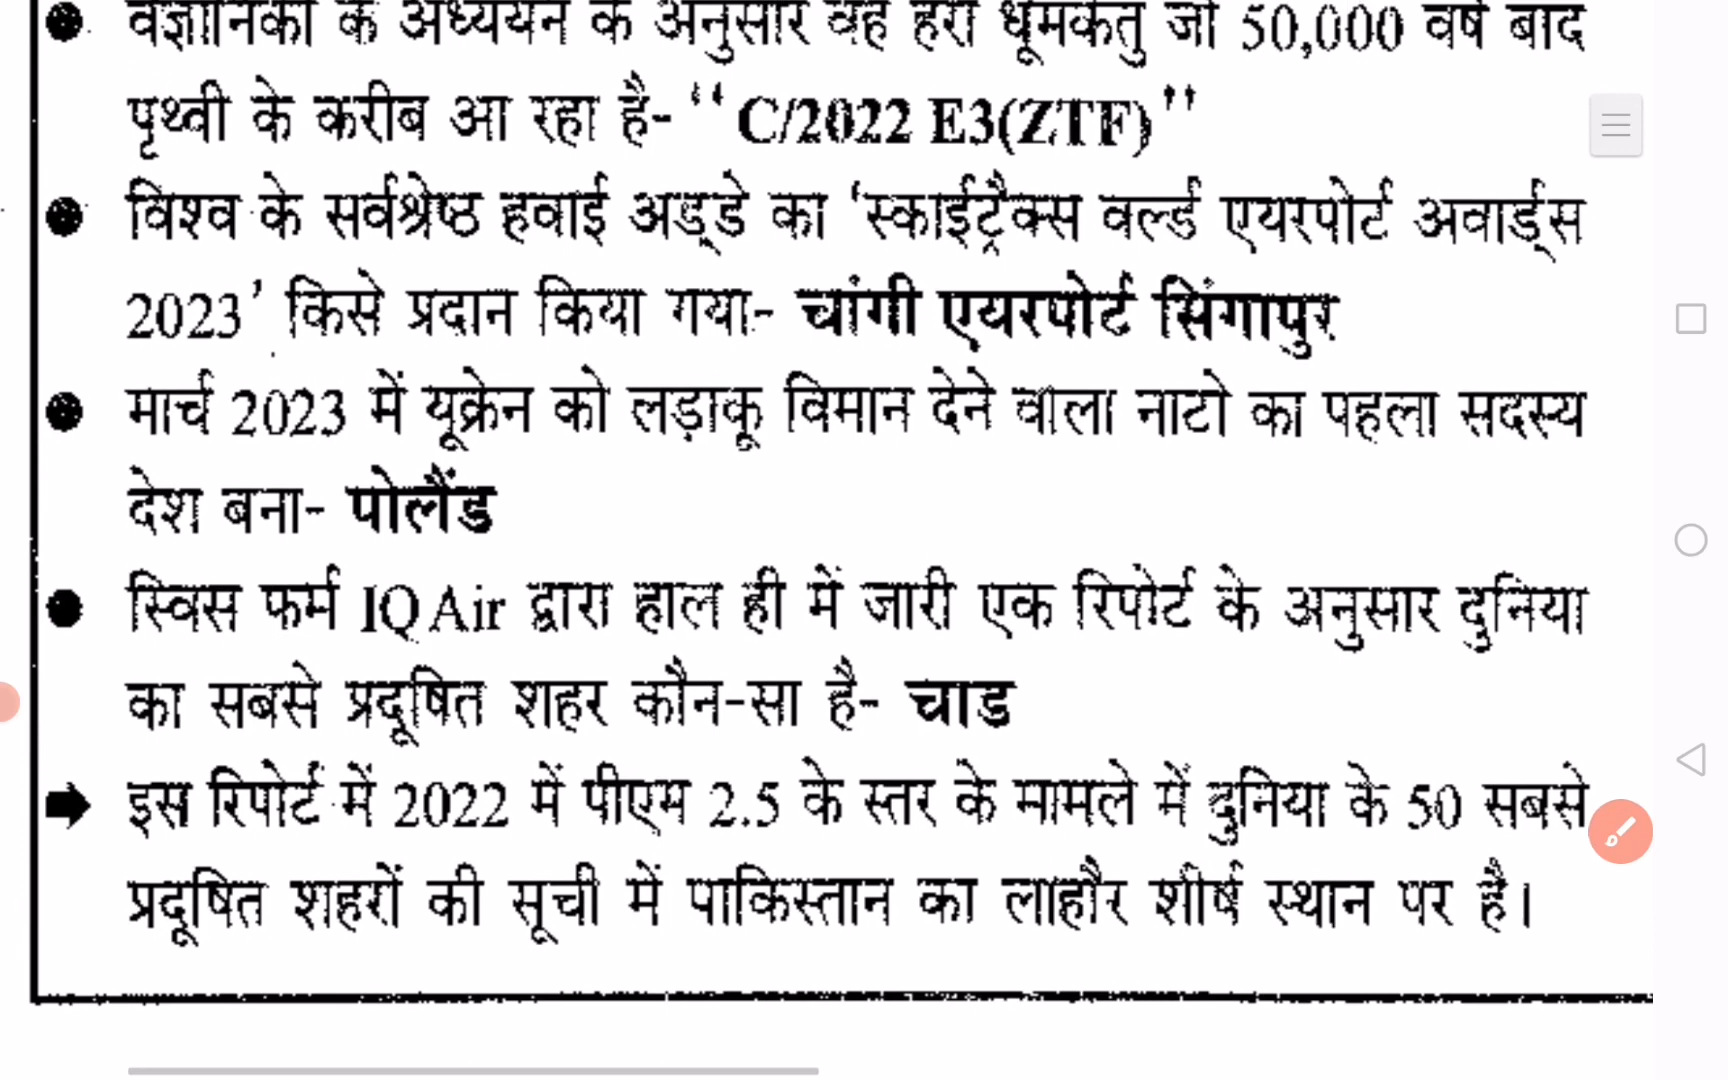 वैज्ञानिकों के अध्ययन के अनुसार वह हरा धूमकेतु जो 50,000 वर्ष बाद
पृथ्वी के करीब आ रहा है- "C/2022 E3(ZTF)"
विश्व के सर्वश्रेष्ठ हवाई अड्डे का 'स्काईट्रैक्स वर्ल्ड एयरपोर्ट अवार्ड्स
2023' किसे प्रदान किया गया- चांगी एयरपोर्ट सिंगापुर
मार्च 2023 में यूक्रेन को लड़ाकू विमान देने वाला नाटो का पहला सदस्य
देश बना- पोलैंड
स्विस फर्म IQ Air द्वारा हाल ही में जारी एक रिपोर्ट के अनुसार दुनिया
का सबसे प्रदूषित शहर कौन-सा है- चाड
इस रिपोर्ट में 2022 में पीएम 2.5 के स्तर के मामले में दुनिया के 50 सबसे
प्रदूषित शहरों की सूची में पाकिस्तान का लाहौर शीर्ष स्थान पर है।